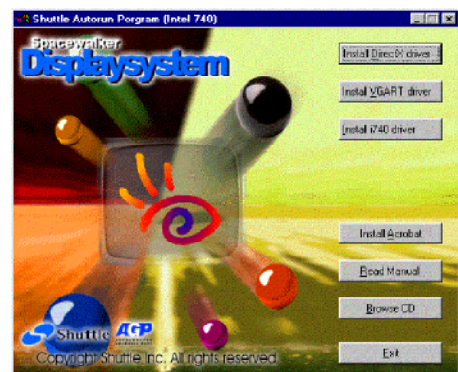 Shuttle Autorun Porgram (Intel 740)
Spacewalker
Displaysystem
Install DirectX driver
Install VGART driver
Install i740 driver
Install Acrobat
Read Manual
Browse CD
Exit
Shuttle AGP
Copyright Shuttle Inc. All rights reserved